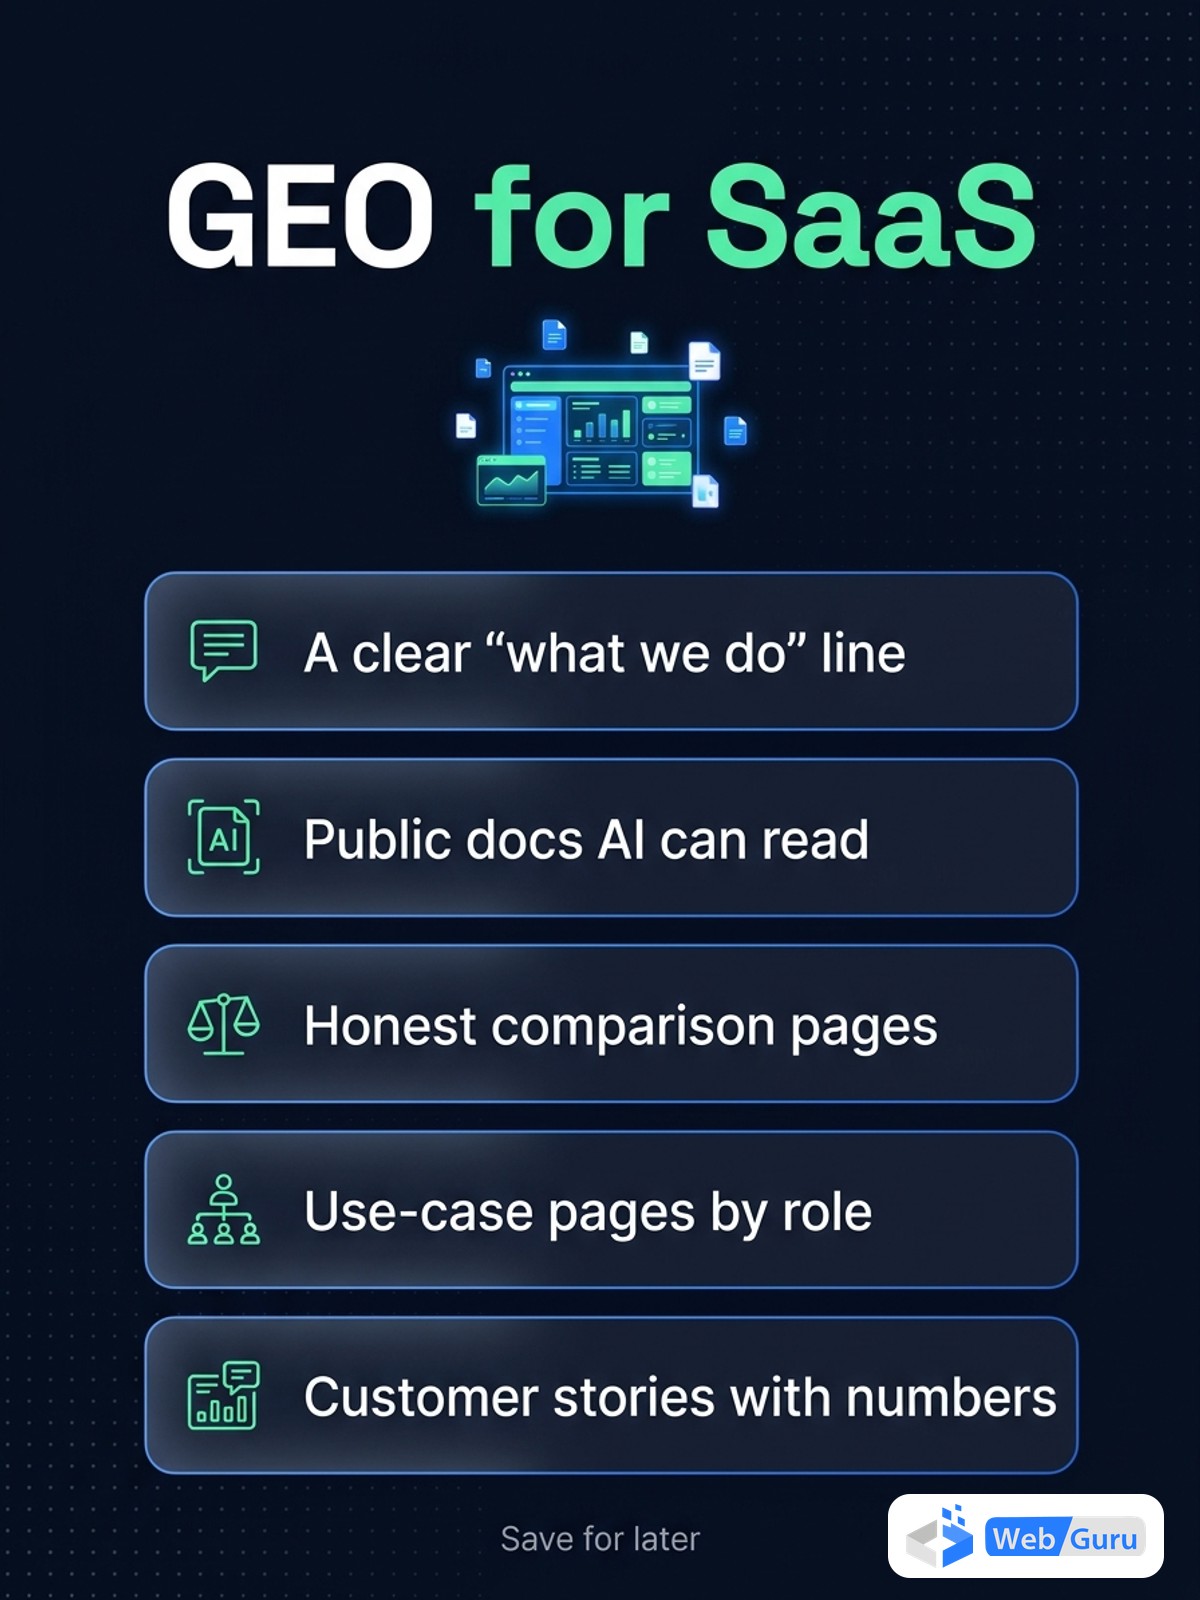 GEO for SaaS
A clear “what we do” line
AI
Public docs AI can read
Honest comparison pages
Use-case pages by role
Customer stories with numbers
Save for later
Web Guru